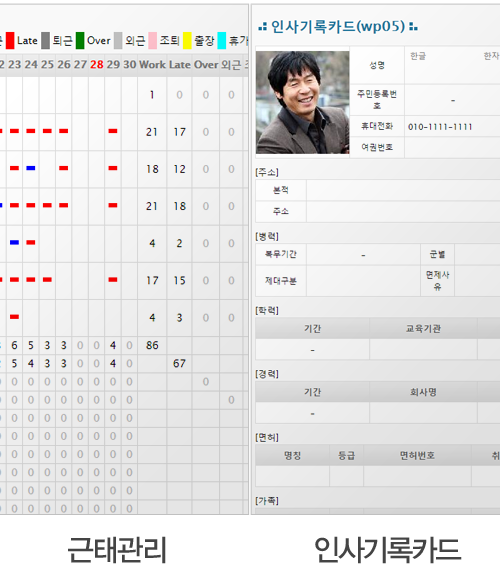 Late 퇴근 Over 외근 조퇴 출장 휴가
23 24 25 26 27 28 29 30 Work Late Over 외근
1 0 0 0
21 17 0 0
18 12 0 0
21 18 0 0
4 2 0 0
17 15 0 0
4 3 0 0
6 5 3 3 0 0 4 0 86
5 4 3 3 0 0 4 0 67
0 0 0 0 0 0 0 0 0
0 0 0 0 0 0 0 0 0
0 0 0 0 0 0 0 0
0 0 0 0 0 0 0 0
0 0 0 0 0 0 0 0
0 0 0 0 0 0 0 0
0 0 0 0 0 0 0 0
0 0 0 0 0 0 0 0
근태관리
인사기록카드(wp05)
성명 한글 한자
주민등록번호 -
휴대전화 010-1111-1111
여권번호
[주소]
본적
주소
[병력]
복무기간 - 군별
제대구분 면제사유
[학력]
기간 교육기관
-
[경력]
기간 회사명
-
[면허]
명칭 등급 면허번호 취
[가족]
인사기록카드